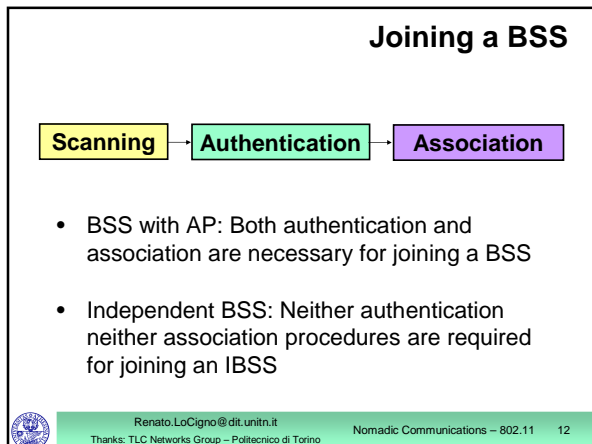 Joining a BSS
Scanning Authentication Association
• BSS with AP: Both authentication and
association are necessary for joining a BSS
• Independent BSS: Neither authentication
neither association procedures are required
for joining an IBSS
Renato.LoCigno@dit.unitn.it
Thanks: TLC Networks Group – Politecnico di Torino
Nomadic Communications – 802.11 12